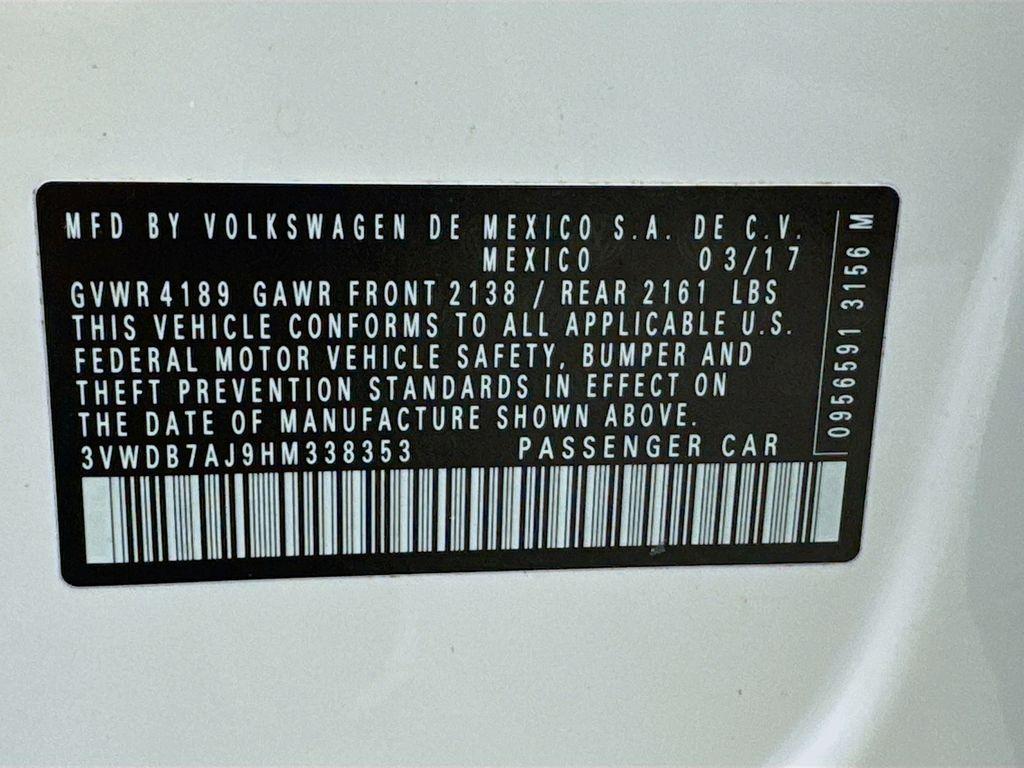 MFD BY VOLKSWAGEN DE MEXICO S.A. DE C.V.
MEXICO 03/17
GVWR 4189 GAWR FRONT 2138 / REAR 2161 LBS
THIS VEHICLE CONFORMS TO ALL APPLICABLE U.S.
FEDERAL MOTOR VEHICLE SAFETY, BUMPER AND
THEFT PREVENTION STANDARDS IN EFFECT ON
THE DATE OF MANUFACTURE SHOWN ABOVE.
3VWDB7AJ9HM338353 PASSENGER CAR
0956591 3156 M